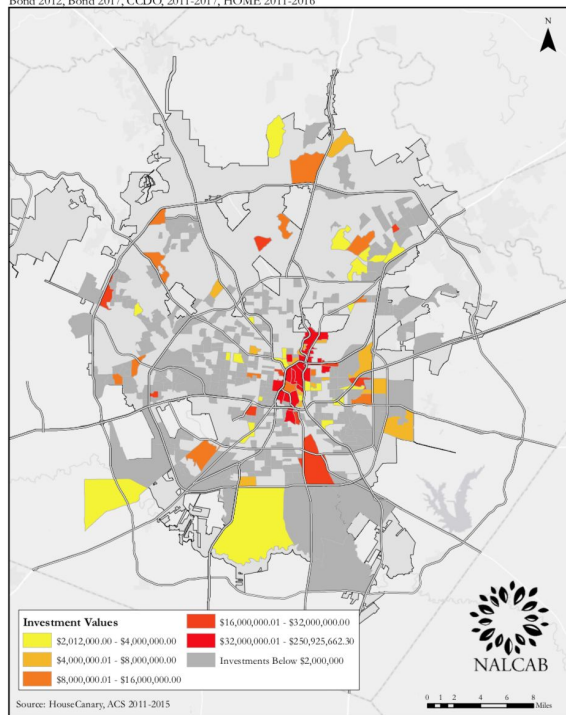 Bond 2012, Bond 2017, CCDO, 2011-2017, HOME 2011-2016
N
Investment Values
$2,012,000.00 - $4,000,000.00
$4,000,000.01 - $8,000,000.00
$8,000,000.01 - $16,000,000.00
$16,000,000.01 - $32,000,000.00
$32,000,000.01 - $250,925,662.30
Investments Below $2,000,000
NALCAB
Source: HouseCanary, ACS 2011-2015
0 1 2 4 6 8
Miles